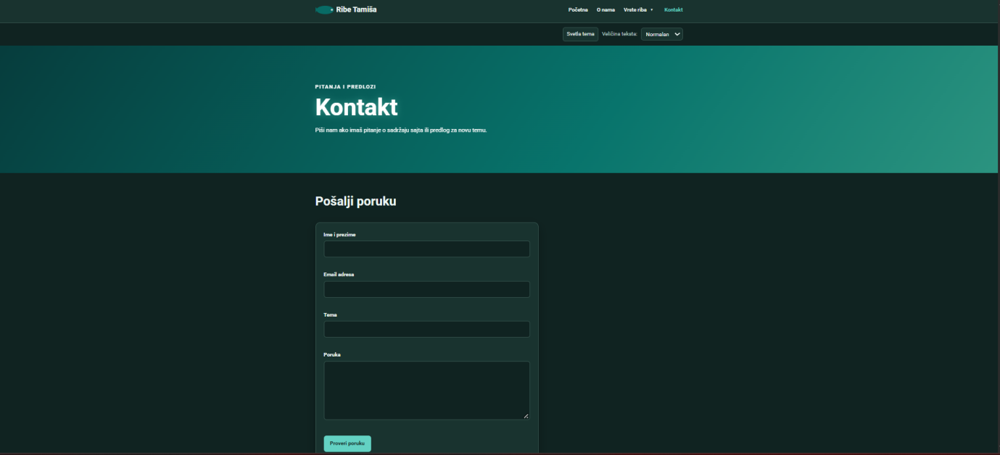 Ribe Tamiša
Početna O nama Vrste riba ▼ Kontakt
Svetla tema Veličina teksta: Normalan
PITANJA I PREDLOZI
Kontakt
Piši nam ako imaš pitanje o sadržaju sajta ili predlog za novu temu.
Pošalji poruku
Ime i prezime
Email adresa
Tema
Poruka
Proveri poruku